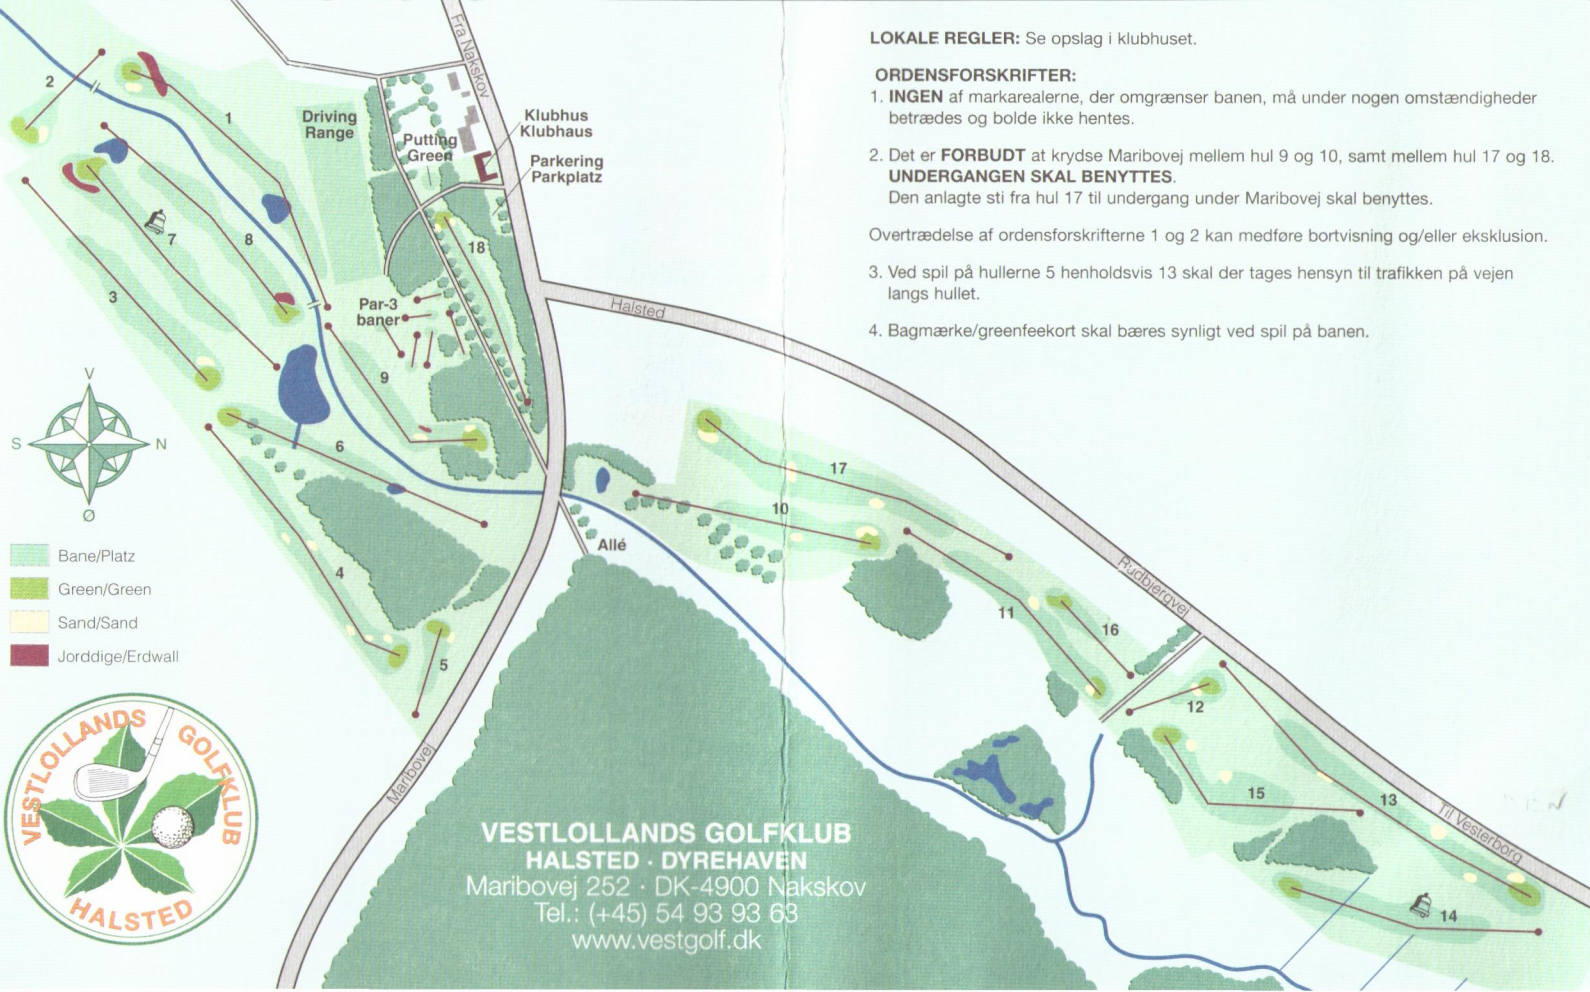 LOKALE REGLER: Se opslag i klubhuset.
ORDENSFORSKRIFTER:
1. INGEN af markarealerne, der omgrænser banen, må under nogen omstændigheder
betrædes og bolde ikke hentes.
2. Det er FORBUDT at krydse Maribovej mellem hul 9 og 10, samt mellem hul 17 og 18.
UNDERGANGEN SKAL BENYTTES.
Den anlagte sti fra hul 17 til undergang under Maribovej skal benyttes.
Overtrædelse af ordensforskrifterne 1 og 2 kan medføre bortvisning og/eller eksklusion.
3. Ved spil på hullerne 5 henholdsvis 13 skal der tages hensyn til trafikken på vejen
langs hullet.
4. Bagmærke/greenfeekort skal bæres synligt ved spil på banen.
Fra Nakskov
2
1
Driving
Range
Putting
Green
Klubhus
Klubhaus
Parkering
Parkplatz
7
8
18
3
Par-3
baner
Halsted
9
V
S
N
Ø
6
17
10
Allé
4
11
16
Rudbjergvej
5
12
Bane/Platz
Green/Green
Sand/Sand
Jorddige/Erdwall
Maribovej
15
13
Til Vesterborg
14
VESTLOLLANDS GOLFKLUB
HALSTED
VESTLOLLANDS GOLFKLUB
HALSTED · DYREHAVEN
Maribovej 252 · DK-4900 Nakskov
Tel.: (+45) 54 93 93 63
www.vestgolf.dk